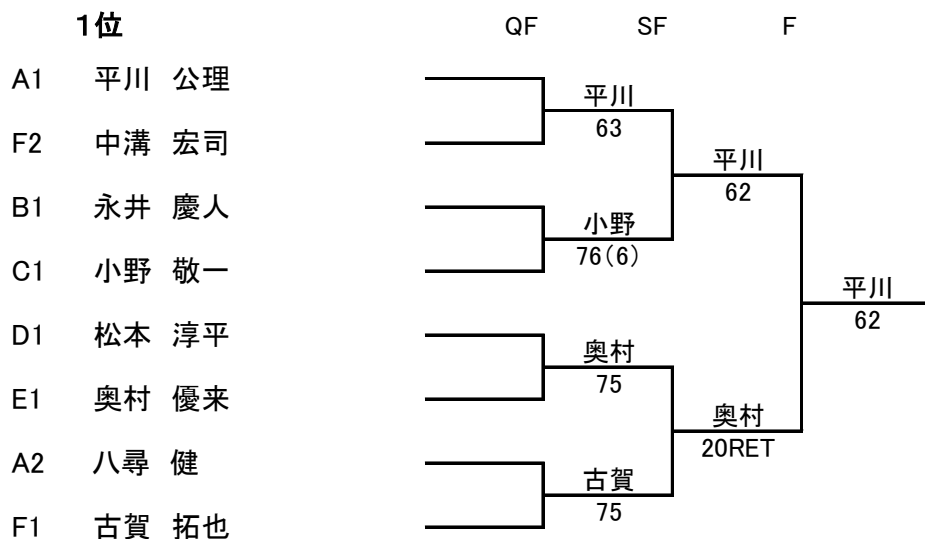 1位 QF SF F
A1 平川 公理
平川
F2 中溝 宏司
63
平川
B1 永井 慶人
62
小野
C1 小野 敬一
76(6)
平川
D1 松本 淳平
62
奥村
E1 奥村 優来
75
奥村
A2 八尋 健
20RET
古賀
F1 古賀 拓也
75